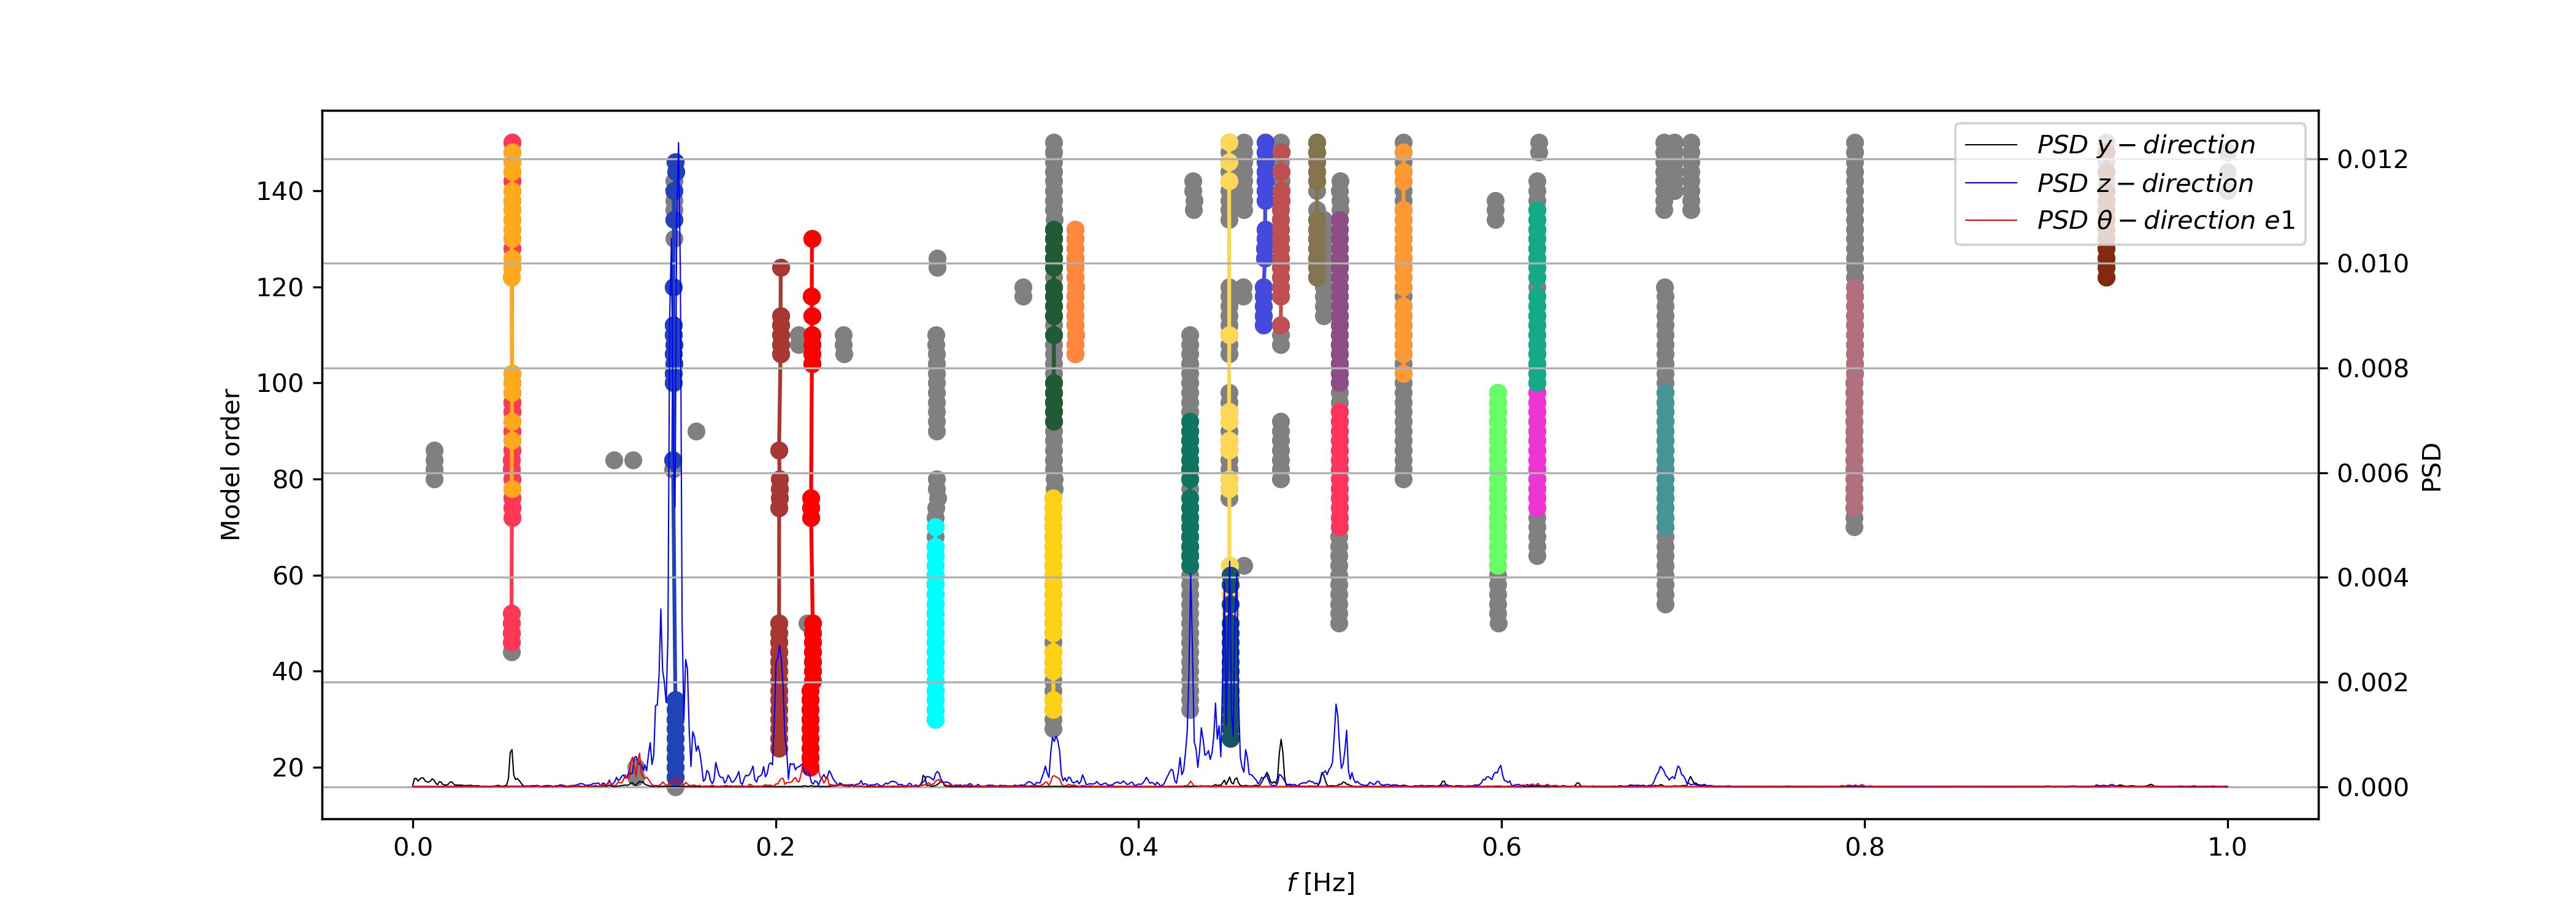 PSD y − direction
PSD z − direction
PSD θ − direction e1
140
120
100
80
60
40
20
Model order
0.012
0.010
0.008
0.006
0.004
0.002
0.000
PSD
0.0 0.2 0.4 0.6 0.8 1.0
f [Hz]